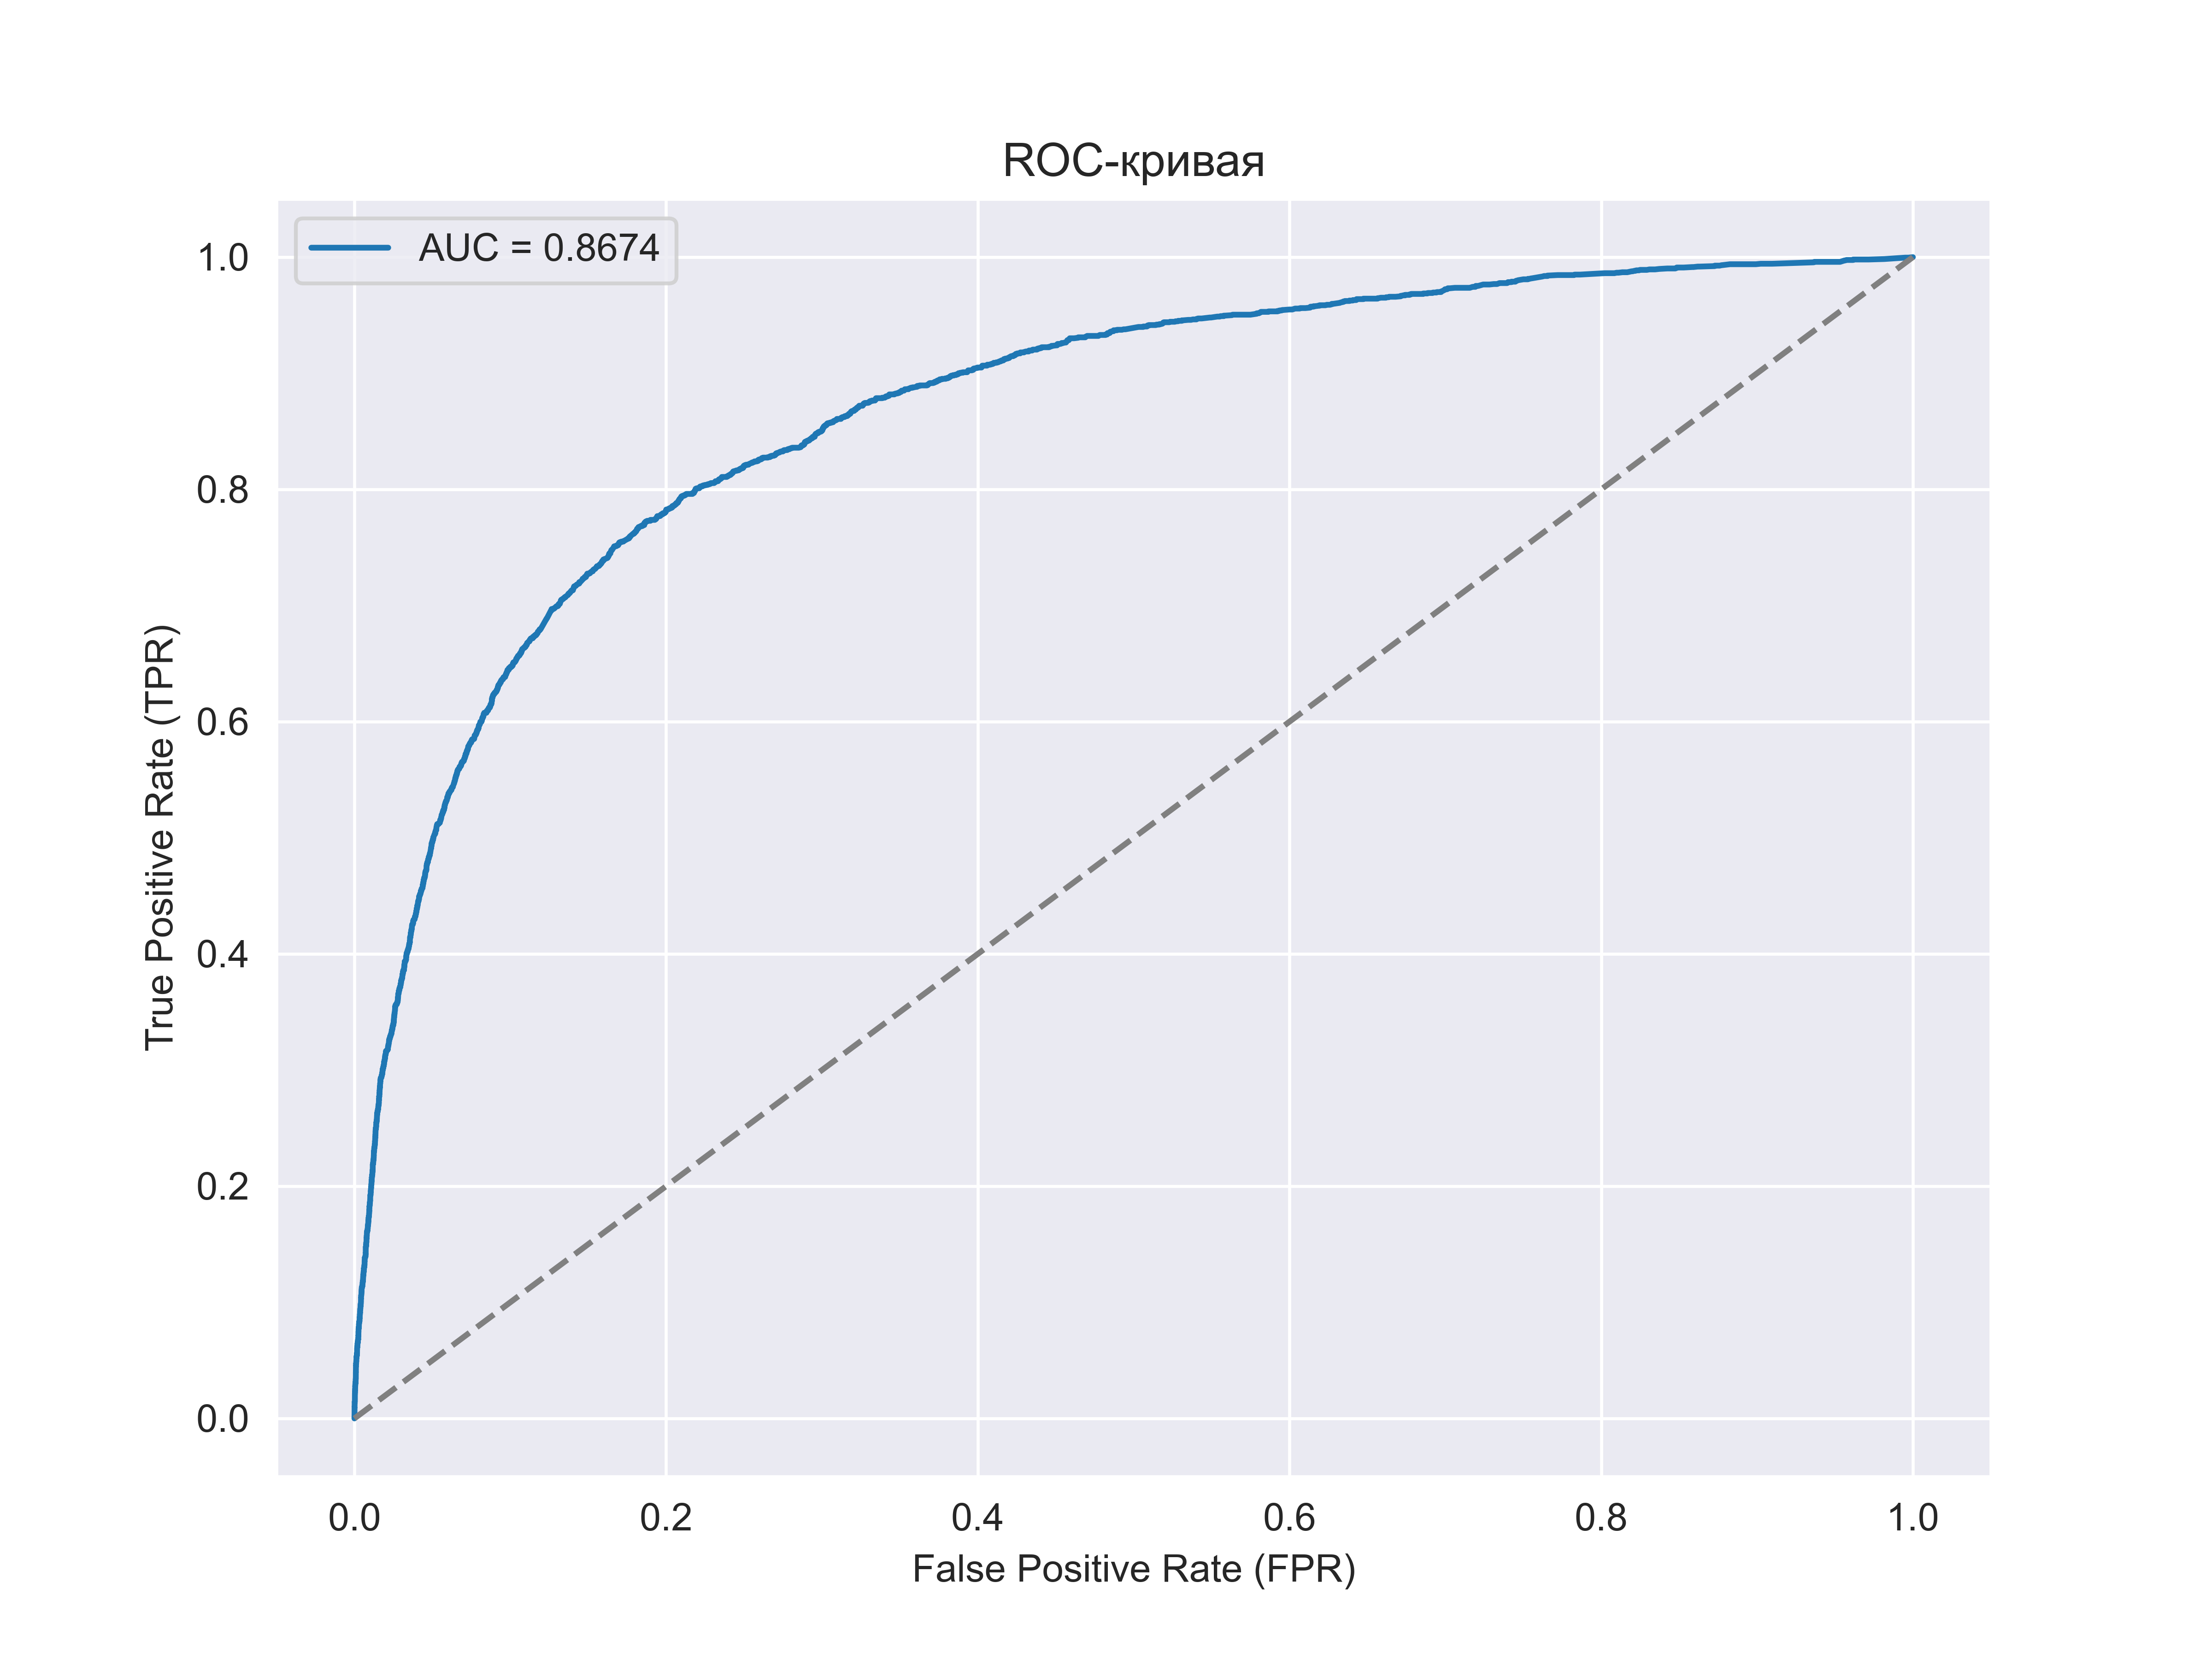 ROC-кривая
AUC = 0.8674
1.0
0.8
0.6
0.4
0.2
0.0
True Positive Rate (TPR)
0.0 0.2 0.4 0.6 0.8 1.0
False Positive Rate (FPR)